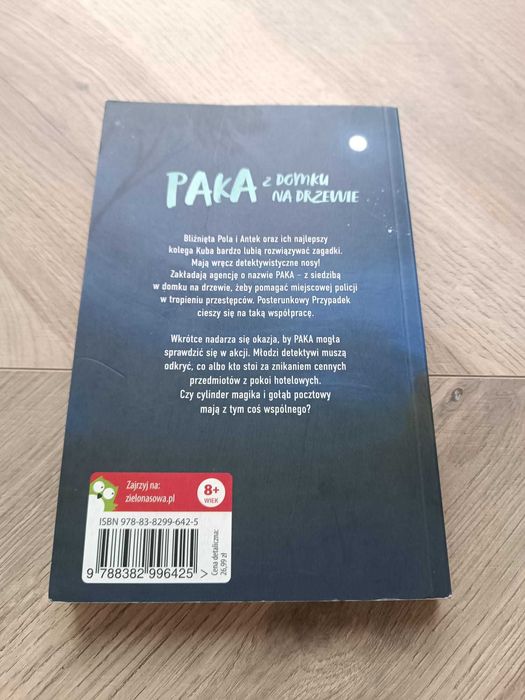 PAKA Z DOMKU
NA DRZEWIE
Bliźnięta Pola i Antek oraz ich najlepszy
kolega Kuba bardzo lubią rozwiązywać zagadki.
Mają wręcz detektywistyczne nosy!
Zakładają agencję o nazwie PAKA – z siedzibą
w domku na drzewie, żeby pomagać miejscowej policji
w tropieniu przestępców. Posterunkowy Przypadek
cieszy się na taką współpracę.
Wkrótce nadarza się okazja, by PAKA mogła
sprawdzić się w akcji. Młodzi detektywi muszą
odkryć, co albo kto stoi za znikaniem cennych
przedmiotów z pokoi hotelowych.
Czy cylinder magika i gołąb pocztowy
mają z tym coś wspólnego?
Zajrzyj na:
zielonasowa.pl
8+
WIEK
ISBN 978-83-8299-642-5
9 788382 996425 >
Cena detaliczna:
26,99 zł